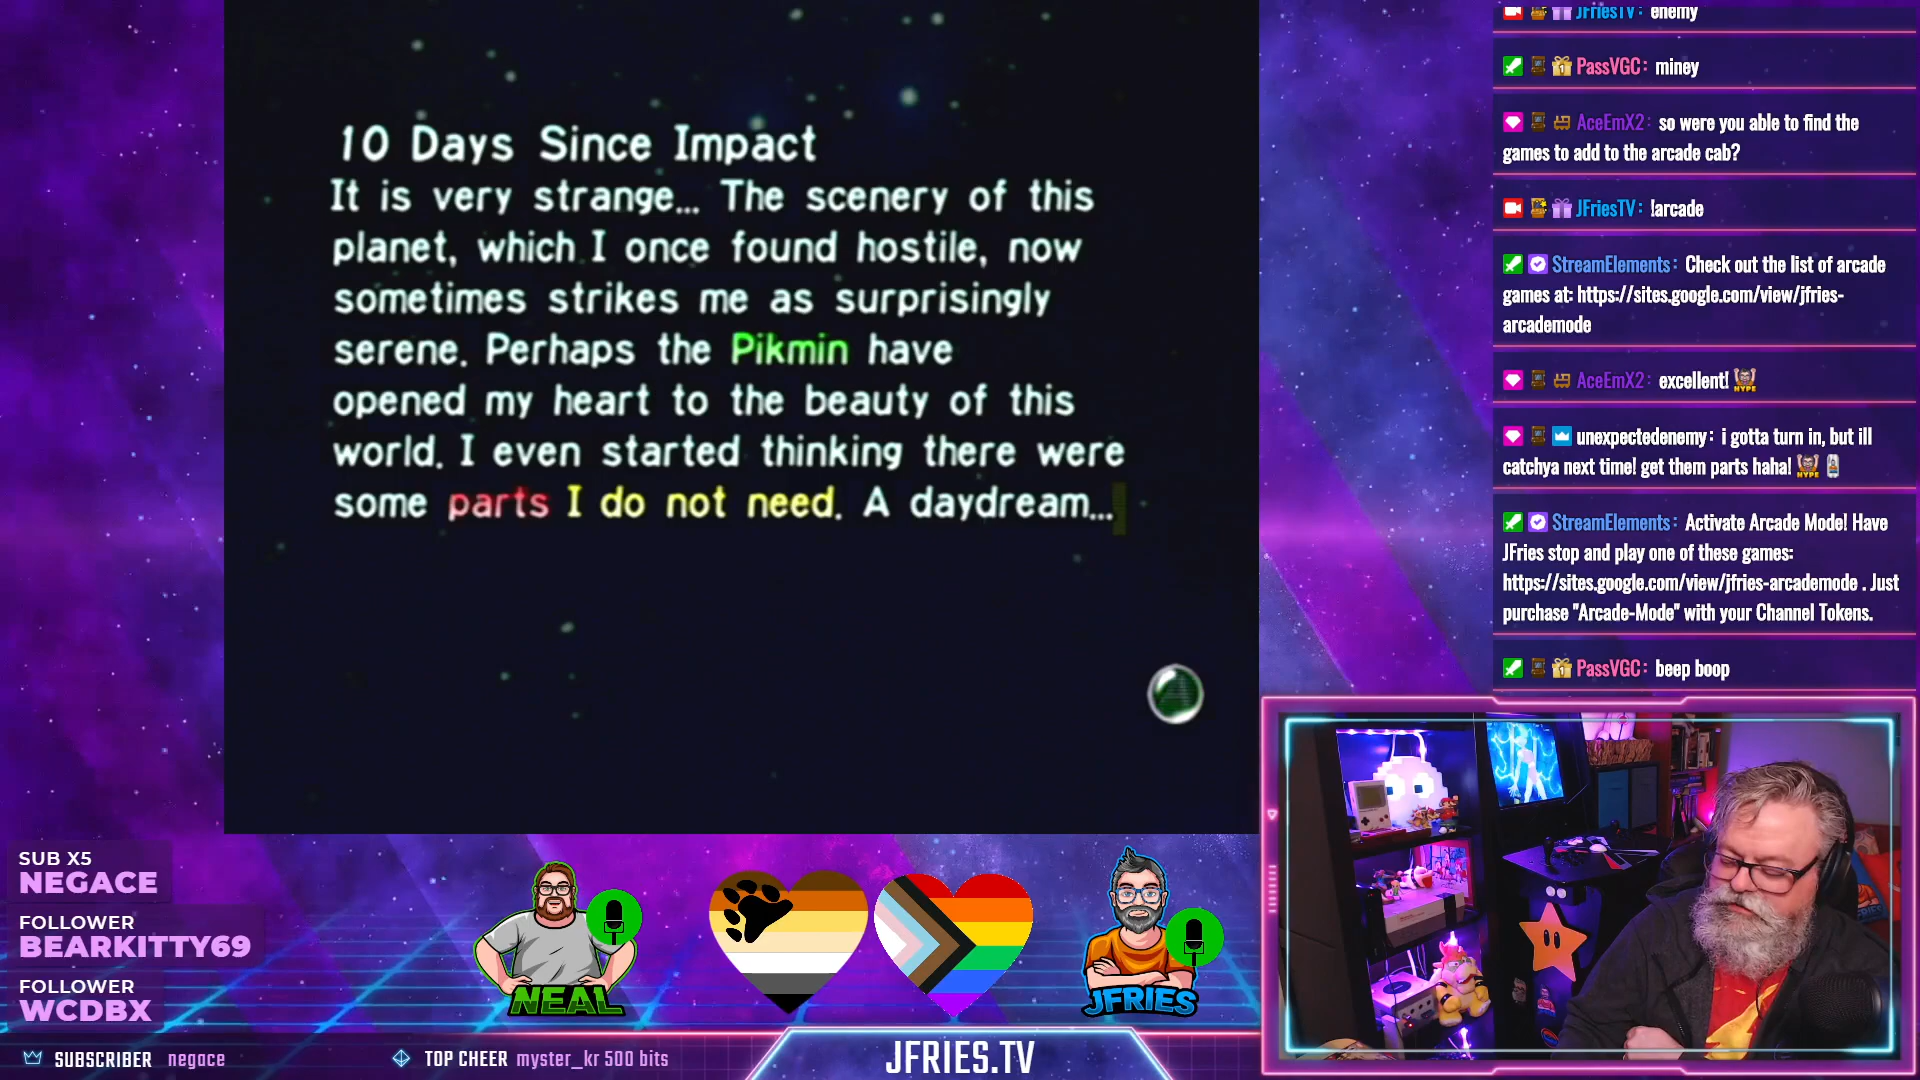 10 Days Since Impact
It is very strange... The scenery of this
planet, which I once found hostile, now
sometimes strikes me as surprisingly
serene. Perhaps the Pikmin have
opened my heart to the beauty of this
world. I even started thinking there were
some parts I do not need. A daydream...
JFriesTV: enemy
PassVGC: miney
AceEmX2: so were you able to find the
games to add to the arcade cab?
JFriesTV: !arcade
StreamElements: Check out the list of arcade
games at: https://sites.google.com/view/jfries-
arcademode
AceEmX2: excellent!
unexpectedenemy: i gotta turn in, but ill
catchya next time! get them parts haha!
StreamElements: Activate Arcade Mode! Have
JFries stop and play one of these games:
https://sites.google.com/view/jfries-arcademode . Just
purchase "Arcade-Mode" with your Channel Tokens.
PassVGC: beep boop
SUB X5
NEGACE
FOLLOWER
BEARKITTY69
FOLLOWER
WCDBX
NEAL
JFRIES
SUBSCRIBER negace
TOP CHEER myster_kr 500 bits
JFRIES.TV